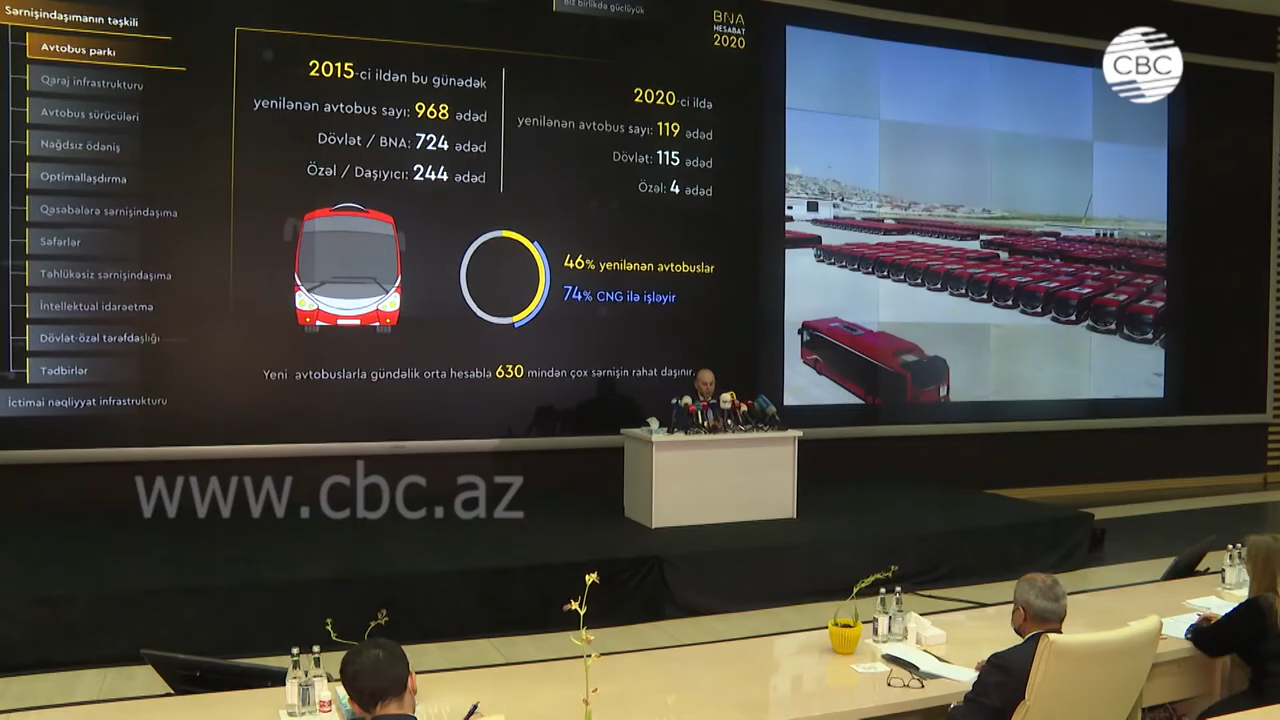 Sərnişindaşımanın təşkili
Avtobus parkı
Qaraj infrastrukturu
Avtobus sürücüləri
Nağdsız ödəniş
Optimallaşdırma
Qəsəbələrə sərnişindaşıma
Səfərlər
Təhlükəsiz sərnişindaşıma
İntellektual idarəetmə
Dövlət-özəl tərəfdaşlığı
Tədbirlər
İctimai nəqliyyat infrastrukturu
Biz birlikdə güclüyük
BNA
HESABAT
2020
2015-ci ildən bu günədək
yenilənən avtobus sayı: 968 ədəd
Dövlət / BNA: 724 ədəd
Özəl / Daşıyıcı: 244 ədəd
2020-ci ildə
yenilənən avtobus sayı: 119 ədəd
Dövlət: 115 ədəd
Özəl: 4 ədəd
46% yenilənən avtobuslar
74% CNG ilə işləyir
Yeni avtobuslarla gündəlik orta hesabla 630 mindən çox sərnişin rahat daşınır.
CBC
www.cbc.az